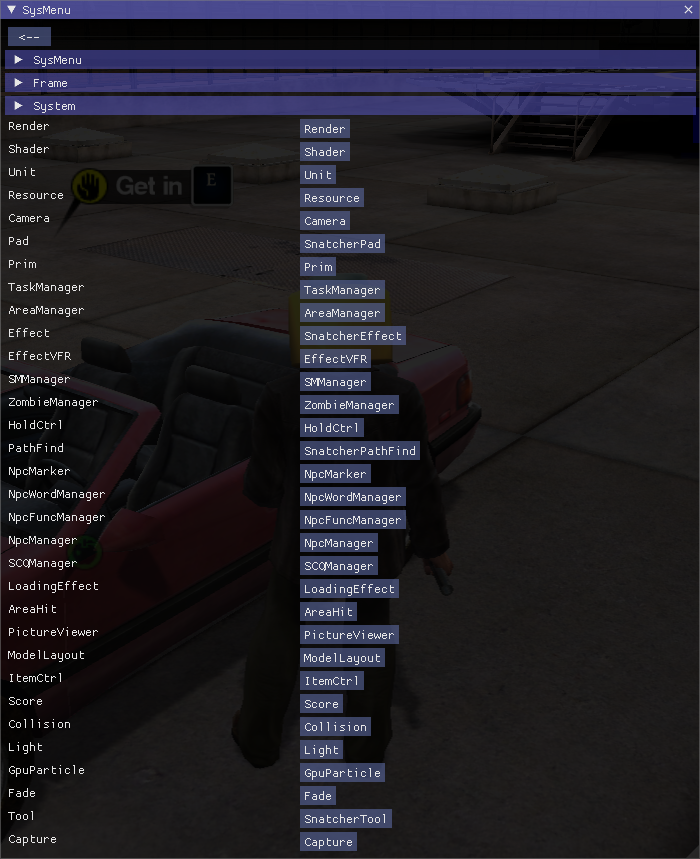 SysMenu
<--
SysMenu
Frame
System
Render Render
Shader Shader
Unit Unit
Get in E
Resource Resource
Camera Camera
Pad SnatcherPad
Prim Prim
TaskManager TaskManager
AreaManager AreaManager
Effect SnatcherEffect
EffectVFR EffectVFR
SMManager SMManager
ZombieManager ZombieManager
HoldCtrl HoldCtrl
PathFind SnatcherPathFind
NpcMarker NpcMarker
NpcWordManager NpcWordManager
NpcFuncManager NpcFuncManager
NpcManager NpcManager
SCQManager SCQManager
LoadingEffect LoadingEffect
AreaHit AreaHit
PictureViewer PictureViewer
ModelLayout ModelLayout
ItemCtrl ItemCtrl
Score Score
Collision Collision
Light Light
GpuParticle GpuParticle
Fade Fade
Tool SnatcherTool
Capture Capture